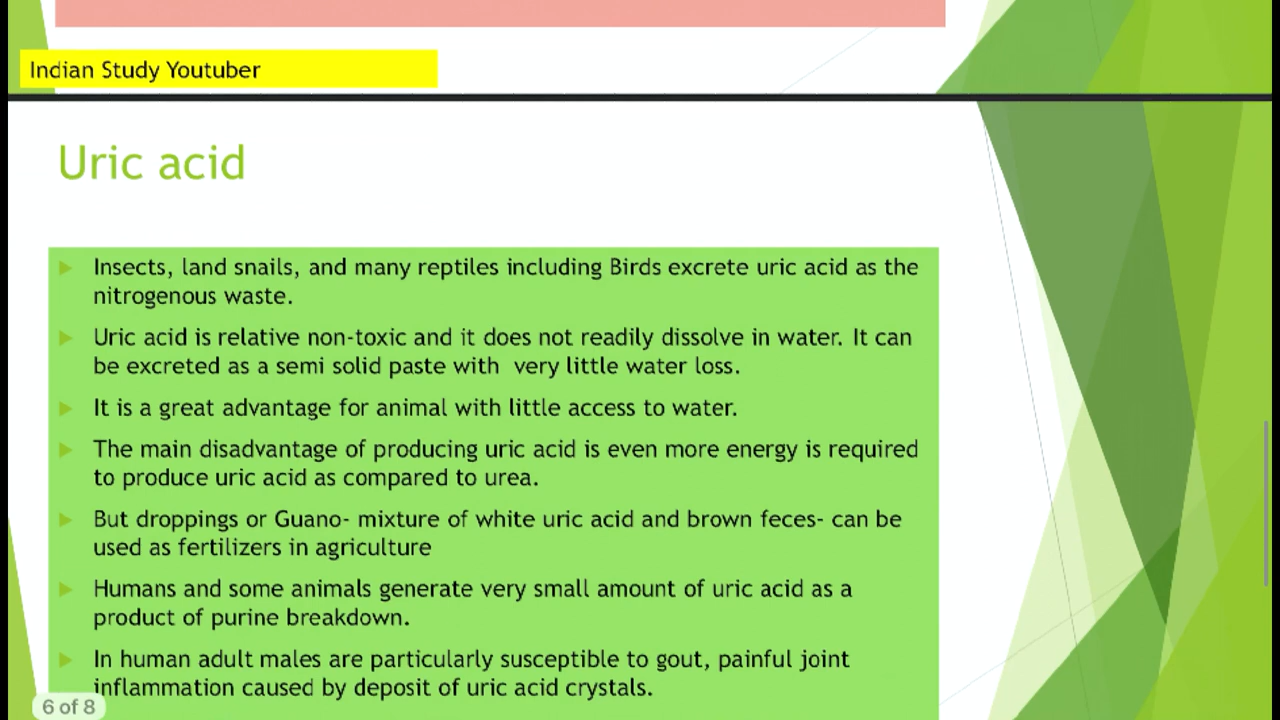 Indian Study Youtuber
Uric acid
Insects, land snails, and many reptiles including Birds excrete uric acid as the
nitrogenous waste.
Uric acid is relative non-toxic and it does not readily dissolve in water. It can
be excreted as a semi solid paste with  very little water loss.
It is a great advantage for animal with little access to water.
The main disadvantage of producing uric acid is even more energy is required
to produce uric acid as compared to urea.
But droppings or Guano- mixture of white uric acid and brown feces- can be
used as fertilizers in agriculture
Humans and some animals generate very small amount of uric acid as a
product of purine breakdown.
In human adult males are particularly susceptible to gout, painful joint
inflammation caused by deposit of uric acid crystals.
6 of 8